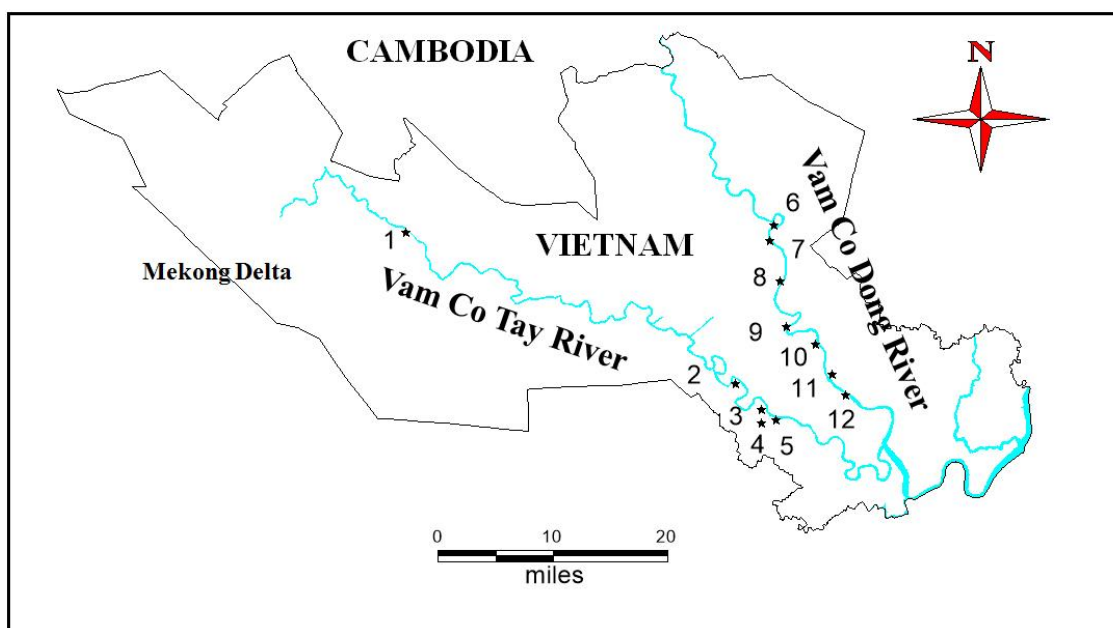 CAMBODIA
N
VIETNAM
Mekong Delta
Vam Co Tay River
Vam Co Dong River
1
2
3
4
5
6
7
8
9
10
11
12
0 10 20
miles